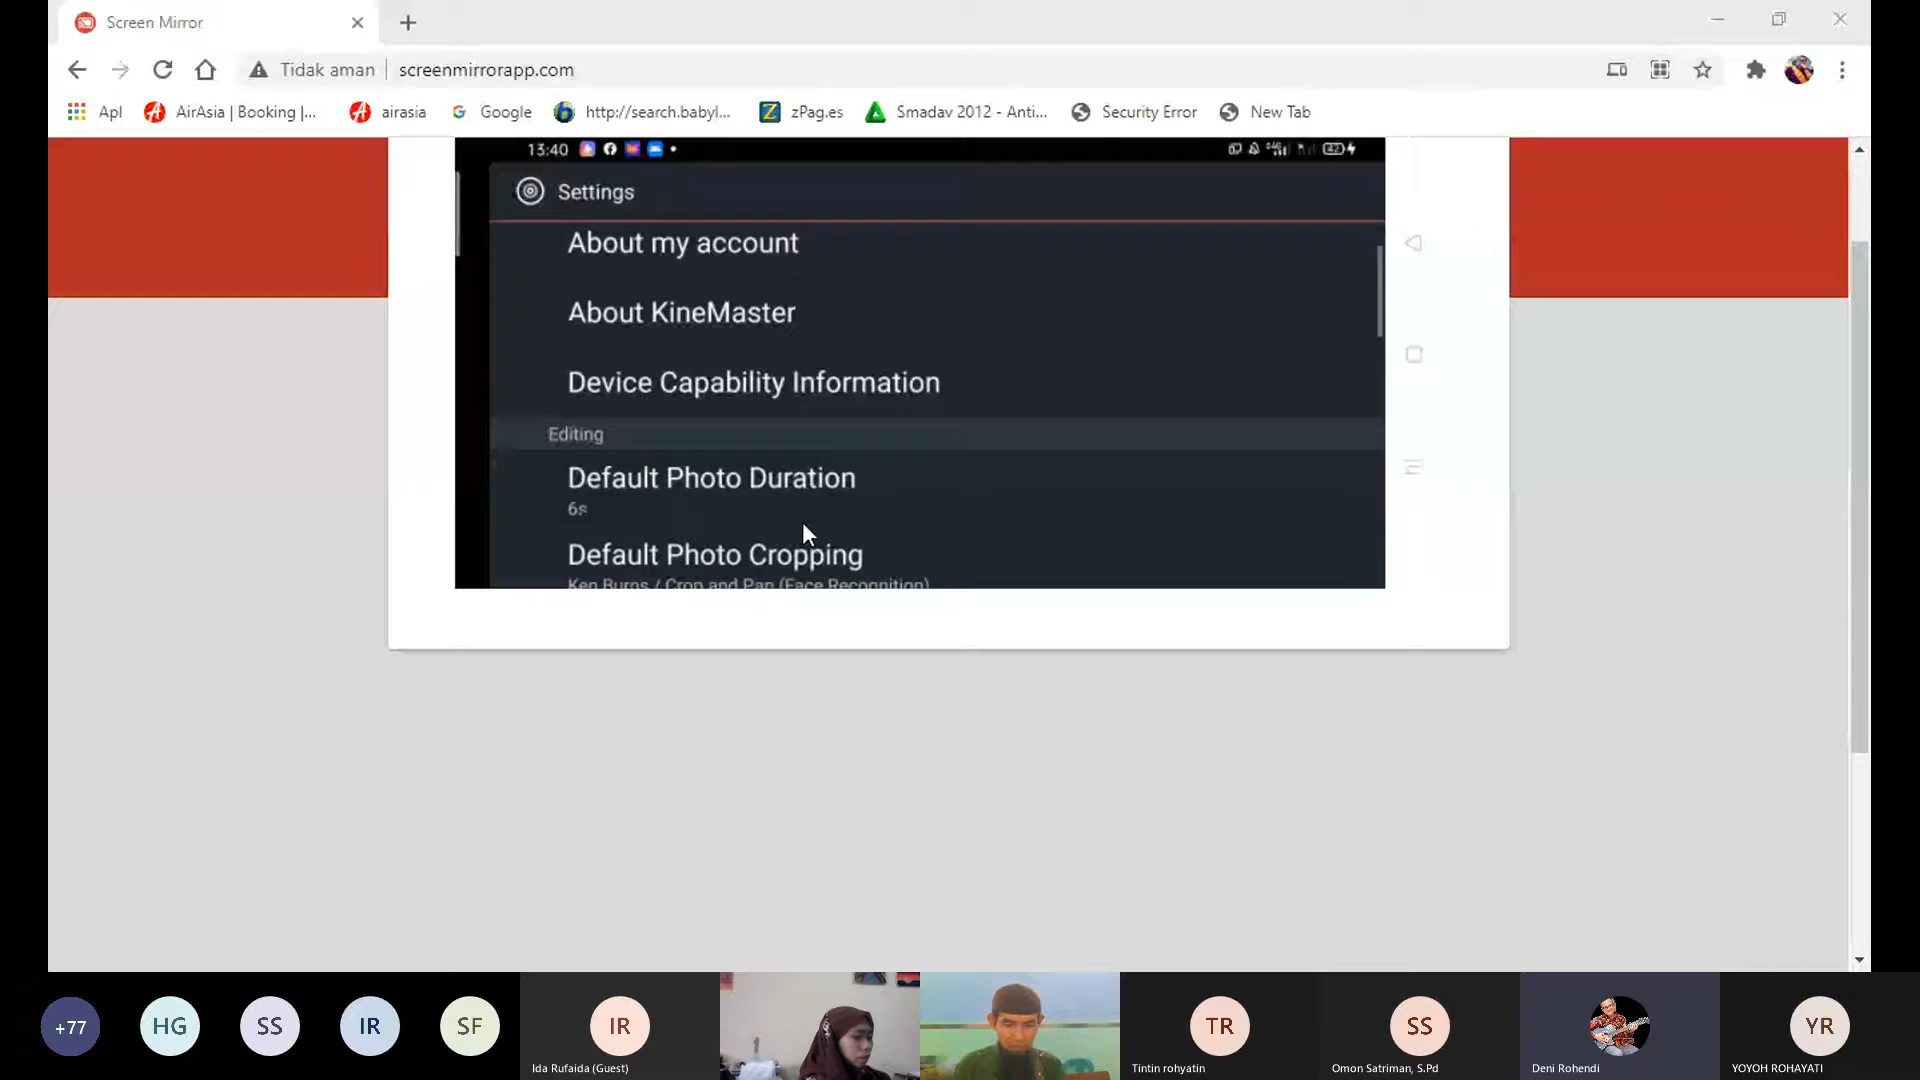 Screen Mirror
Tidak aman screenmirrorapp.com
Apl AirAsia | Booking |... airasia Google http://search.babyl... zPag.es Smadav 2012 - Anti... Security Error New Tab
13:40
42
Settings
About my account
About KineMaster
Device Capability Information
Editing
Default Photo Duration
6s
Default Photo Cropping
Ken Burns / Crop and Pan (Face Recognition)
+77 HG SS IR SF IR TR SS YR
Ida Rufaida (Guest) Tintin rohyatin Omon Satriman, S.Pd Deni Rohendi YOYOH ROHAYATI